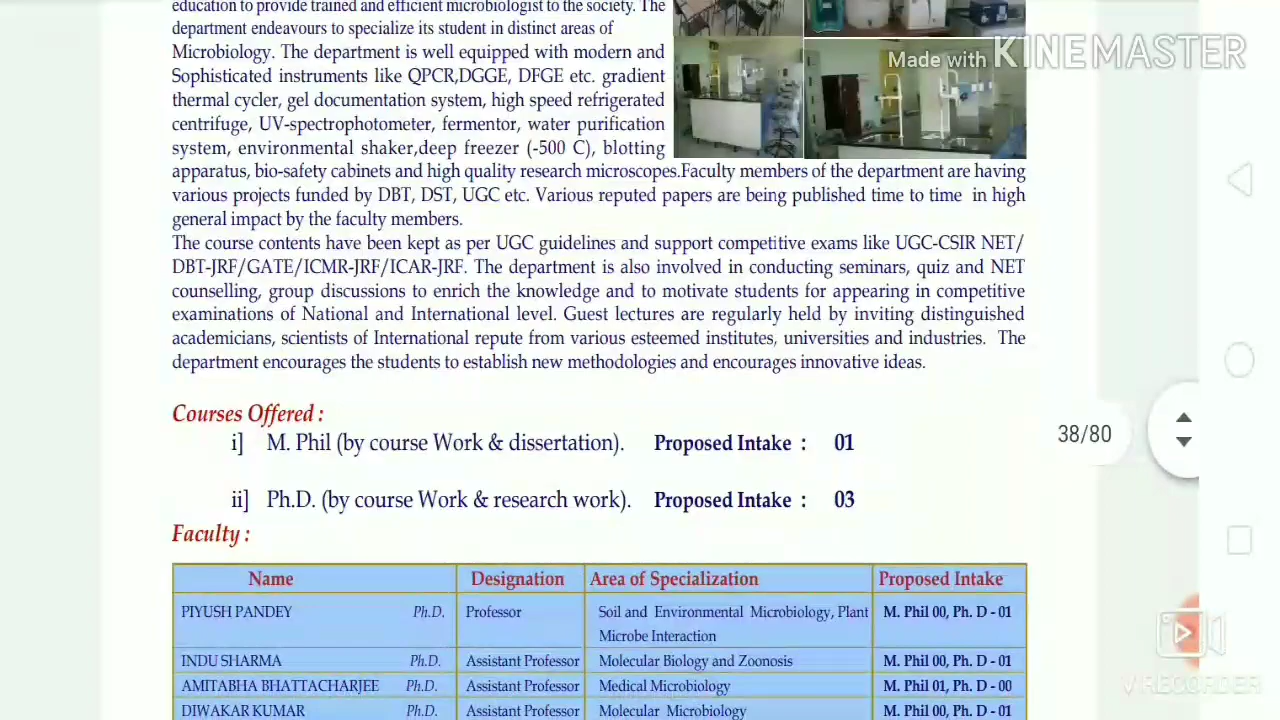 education to provide trained and efficient microbiologist to the society. The
department endeavours to specialize its student in distinct areas of
Microbiology. The department is well equipped with modern and
Sophisticated instruments like QPCR,DGGE, DFGE etc. gradient
thermal cycler, gel documentation system, high speed refrigerated
centrifuge, UV-spectrophotometer, fermentor, water purification
system, environmental shaker,deep freezer (-500 C), blotting
apparatus, bio-safety cabinets and high quality research microscopes.Faculty members of the department are having
various projects funded by DBT, DST, UGC etc. Various reputed papers are being published time to time in high
general impact by the faculty members.
The course contents have been kept as per UGC guidelines and support competitive exams like UGC-CSIR NET/
DBT-JRF/GATE/ICMR-JRF/ICAR-JRF. The department is also involved in conducting seminars, quiz and NET
counselling, group discussions to enrich the knowledge and to motivate students for appearing in competitive
examinations of National and International level. Guest lectures are regularly held by inviting distinguished
academicians, scientists of International repute from various esteemed institutes, universities and industries. The
department encourages the students to establish new methodologies and encourages innovative ideas.
Made with KINEMASTER
Courses Offered :
i] M. Phil (by course Work & dissertation). Proposed Intake : 01
38/80
ii] Ph.D. (by course Work & research work). Proposed Intake : 03
Faculty :
Name Designation Area of Specialization Proposed Intake
PIYUSH PANDEY Ph.D. Professor Soil and Environmental Microbiology, Plant M. Phil 00, Ph. D - 01
Microbe Interaction
INDU SHARMA Ph.D. Assistant Professor Molecular Biology and Zoonosis M. Phil 00, Ph. D - 01
AMITABHA BHATTACHARJEE Ph.D. Assistant Professor Medical Microbiology M. Phil 01, Ph. D - 00
DIWAKAR KUMAR Ph.D. Assistant Professor Molecular Microbiology M. Phil 00, Ph. D - 01
V RECORDER